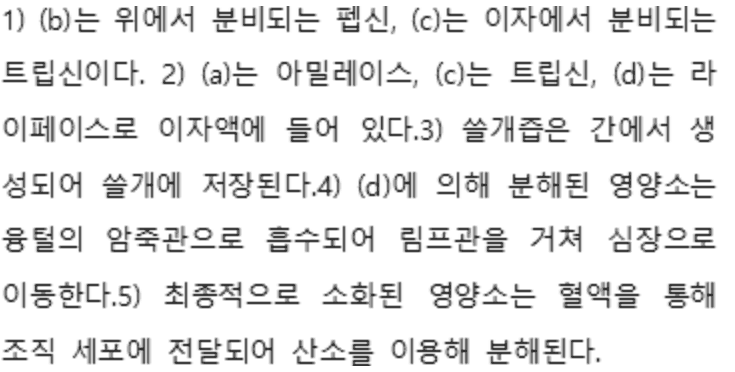 1) (b)는 위에서 분비되는 펩신, (c)는 이자에서 분비되는
트립신이다. 2) (a)는 아밀레이스, (c)는 트립신, (d)는 라
이페이스로 이자액에 들어 있다.3) 쓸개즙은 간에서 생
성되어 쓸개에 저장된다.4) (d)에 의해 분해된 영양소는
융털의 암죽관으로 흡수되어 림프관을 거쳐 심장으로
이동한다.5) 최종적으로 소화된 영양소는 혈액을 통해
조직 세포에 전달되어 산소를 이용해 분해된다.